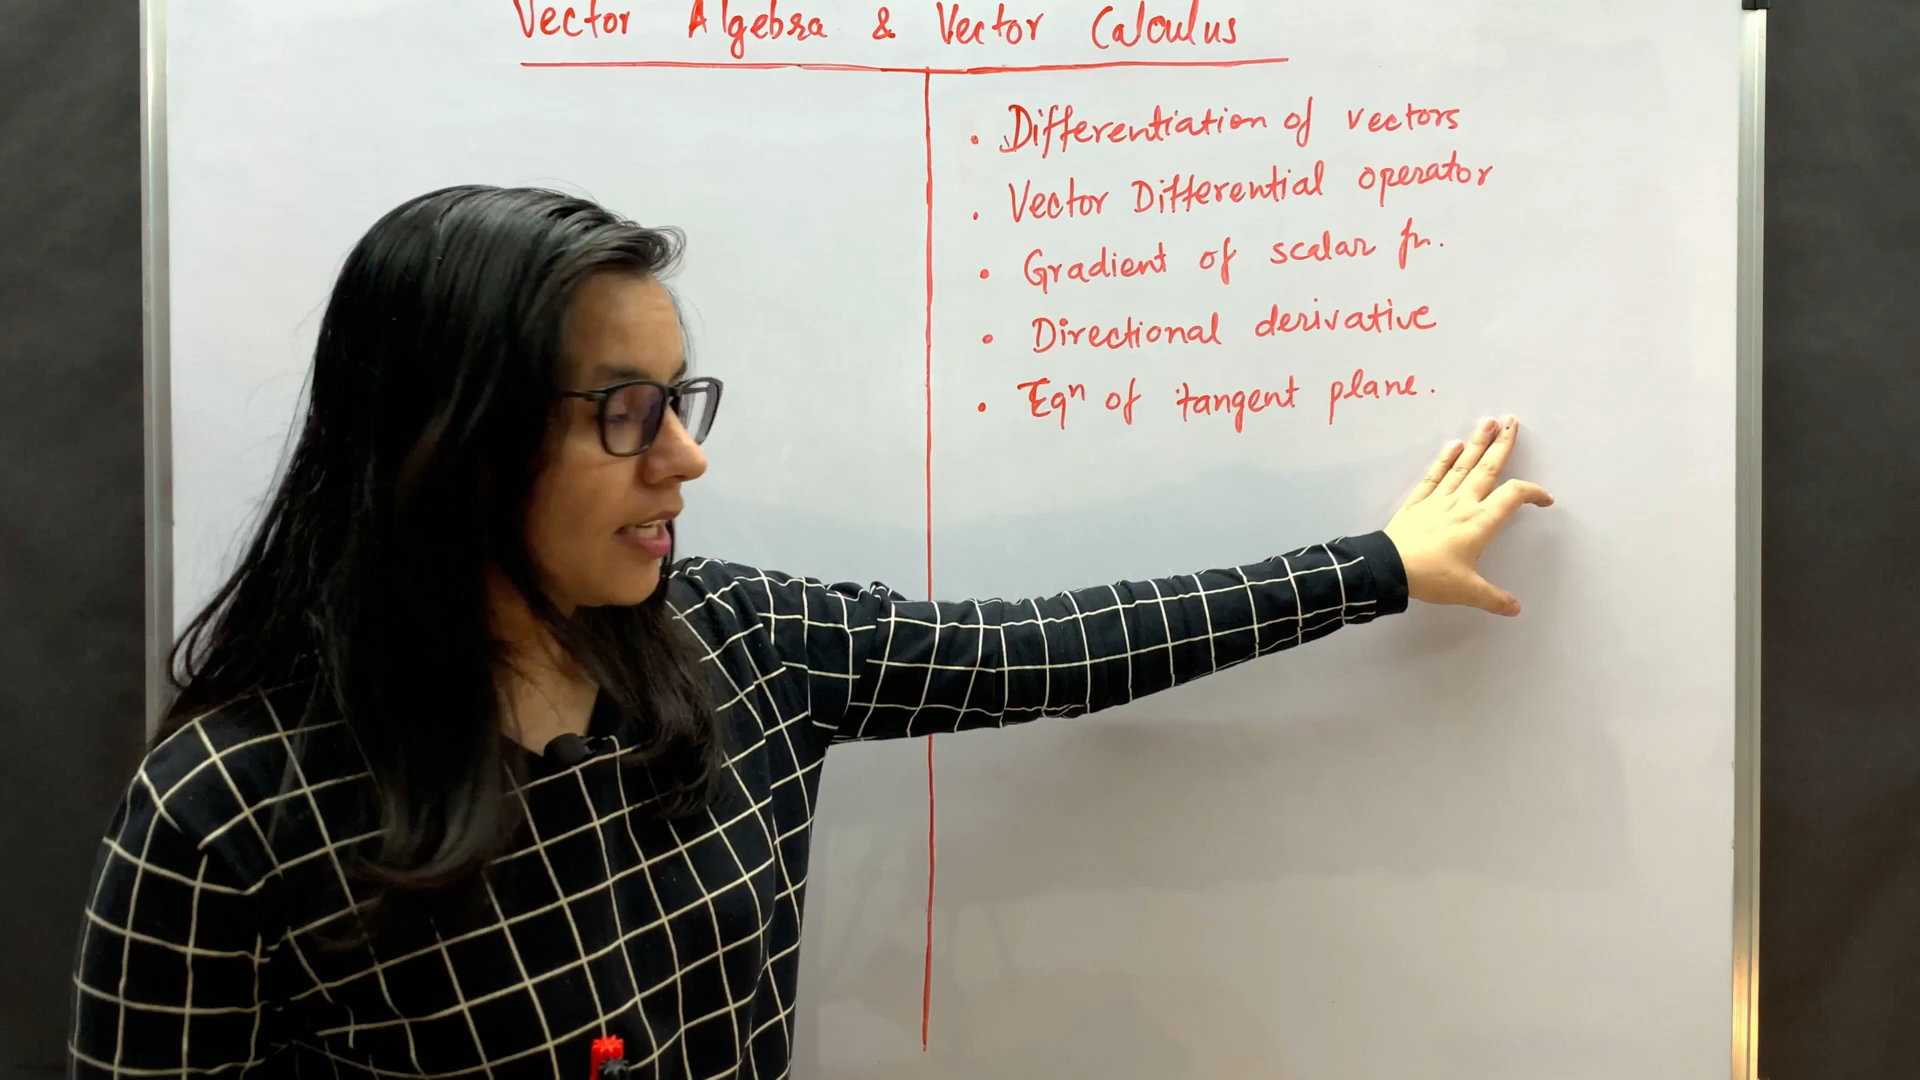 Vector Algebra & Vector Calculus
• Differentiation of vectors
• Vector Differential operator
• Gradient of scalar fn.
• Directional derivative
• Eqⁿ of tangent plane.